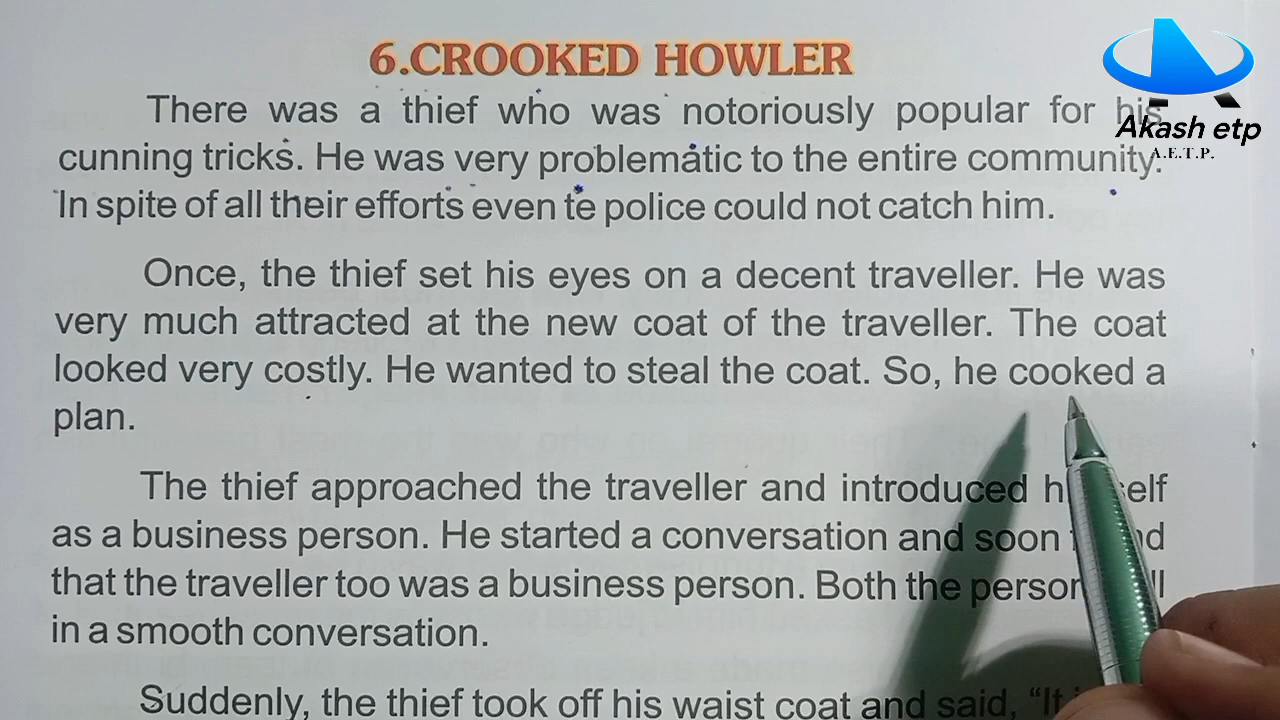 6.CROOKED HOWLER
There was a thief who was notoriously popular for his
cunning tricks. He was very problematic to the entire community.
In spite of all their efforts even te police could not catch him.
Once, the thief set his eyes on a decent traveller. He was
very much attracted at the new coat of the traveller. The coat
looked very costly. He wanted to steal the coat. So, he cooked a
plan.
The thief approached the traveller and introduced
as a business person. He started a conversation and soon
that the traveller too was a business person. Both the
in a smooth conversation.
Suddenly, the thief took off his waist coat and said, “It
Akash etp
A.E.T.P.